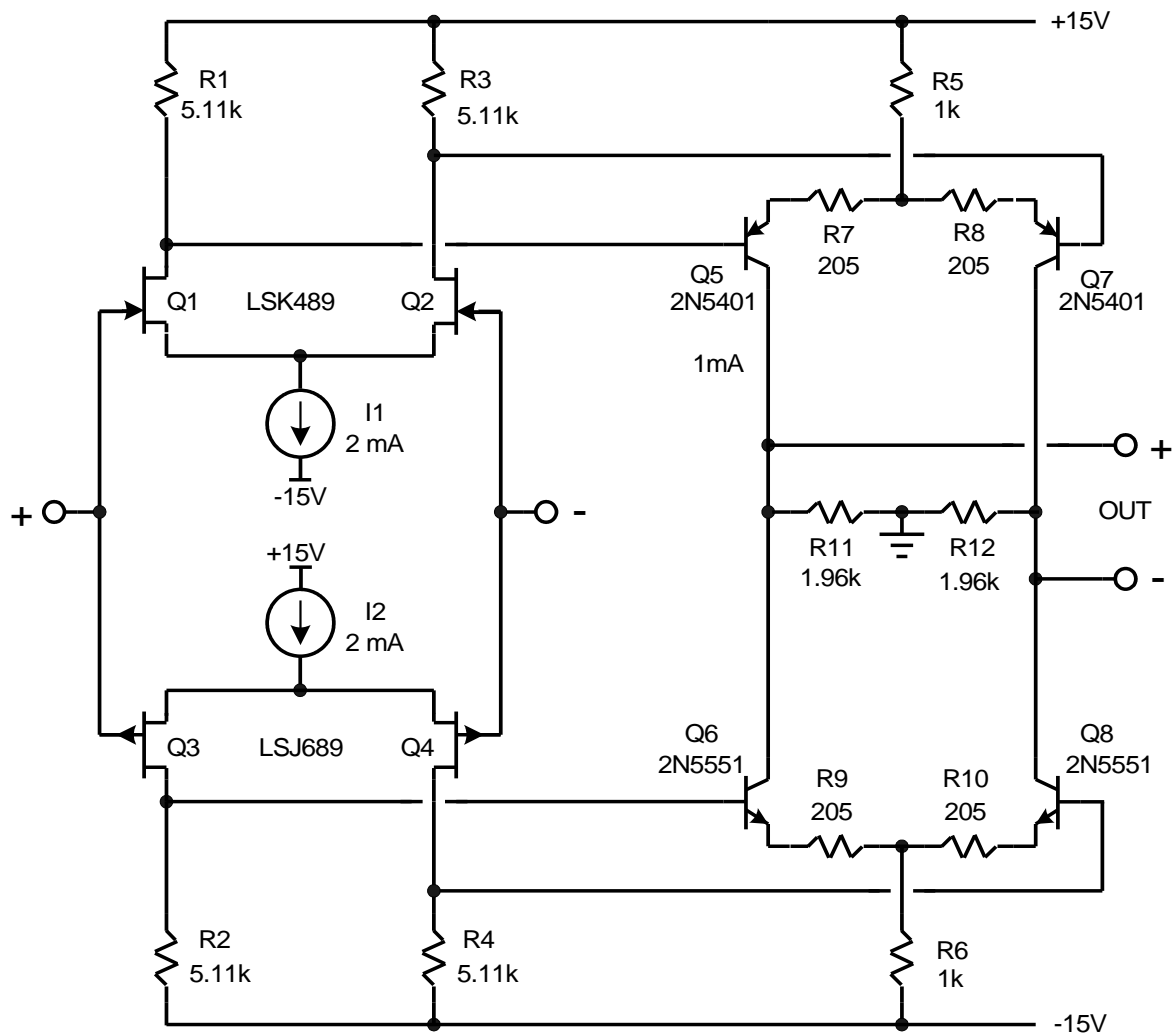 +15V
R1
5.11k
R3
5.11k
R5
1k
R7
205
R8
205
Q5
2N5401
Q7
2N5401
Q1
LSK489
Q2
1mA
I1
2 mA
-15V
+
-
+
OUT
-
R11
1.96k
R12
1.96k
+15V
I2
2 mA
Q3
LSJ689
Q4
Q6
2N5551
Q8
2N5551
R9
205
R10
205
R2
5.11k
R4
5.11k
R6
1k
-15V